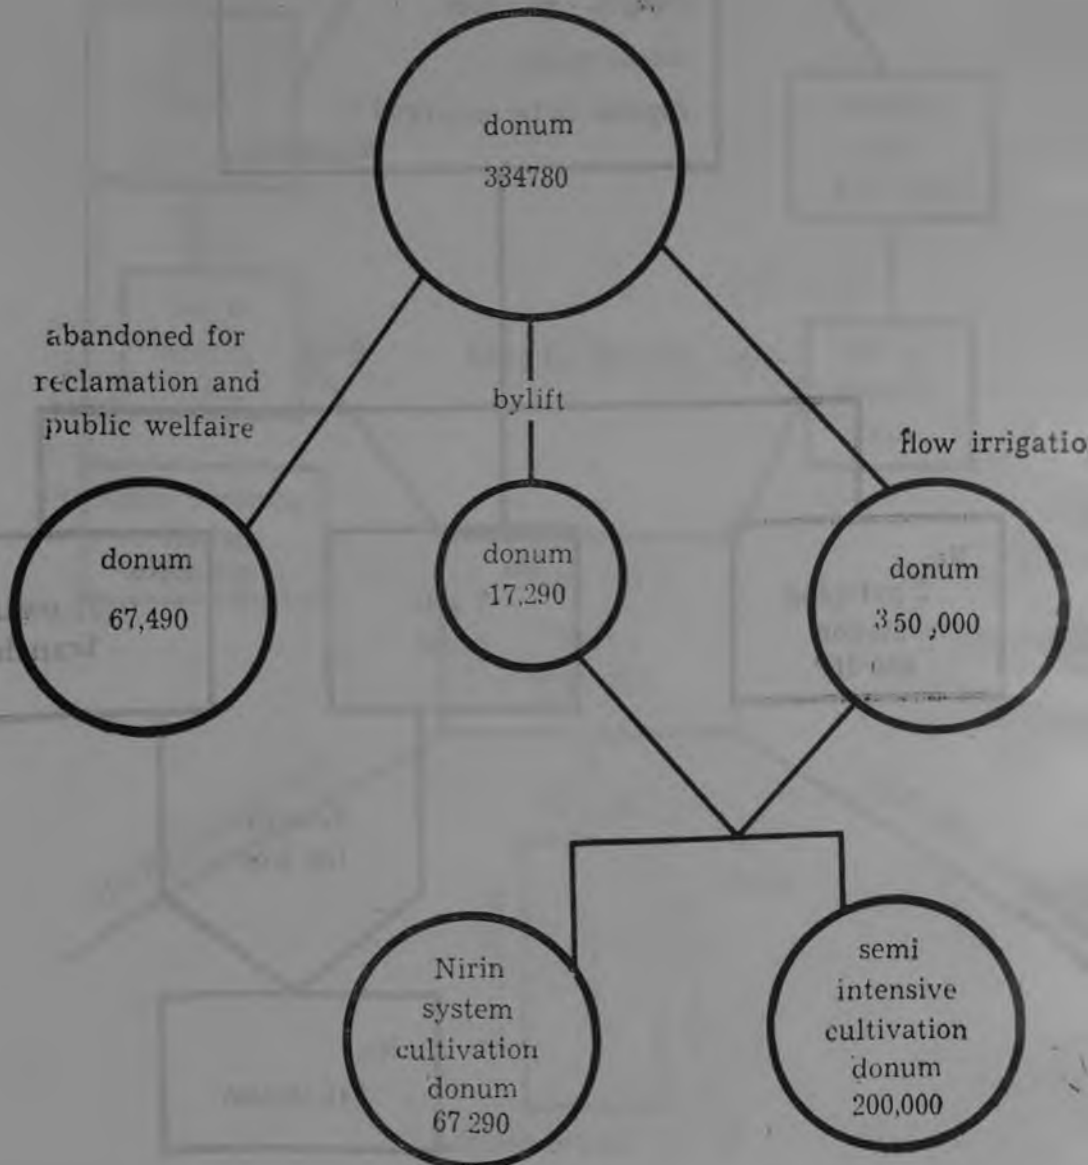 donum
334780
abandoned for
reclamation and
public welfaire
bylift
flow irrigatio
donum
67,490
donum
17,290
donum
350,000
Nirin
system
cultivation
donum
67 290
semi
intensive
cultivation
donum
200,000